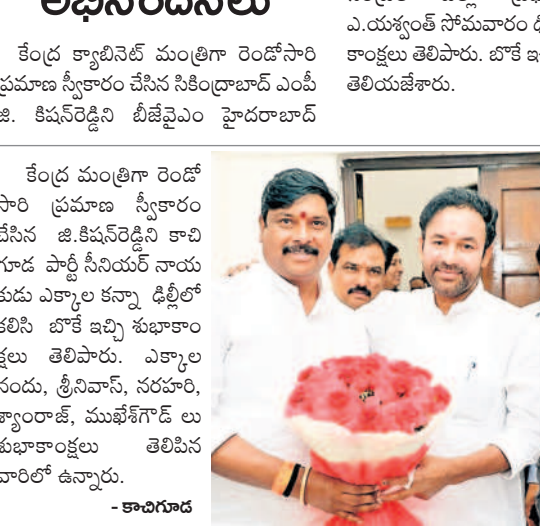 అభినందనలు
కేంద్ర క్యాబినెట్ మంత్రిగా రెండోసారి
ప్రమాణ స్వీకారం చేసిన సికింద్రాబాద్ ఎంపీ
జి. కిషన్‌రెడ్డిని బీజేవైఎం హైదరాబాద్
ఎ.యశ్వంత్ సోమవారం
కాంక్షలు తెలిపారు. బొకే
తెలియజేశారు.
కేంద్ర మంత్రిగా రెండో
సారి ప్రమాణ స్వీకారం
చేసిన జి.కిషన్‌రెడ్డిని కాచి
గూడ పార్టీ సీనియర్ నాయ
కుడు ఎక్కాల కన్నా ఢిల్లీలో
కలిసి బొకే ఇచ్చి శుభాకాం
క్షలు తెలిపారు. ఎక్కాల
నందు, శ్రీనివాస్, నరహరి,
శ్యాంరాజ్, ముఖేశ్‌గౌడ్ లు
శుభాకాంక్షలు తెలిపిన
వారిలో ఉన్నారు.
- కాచిగూడ